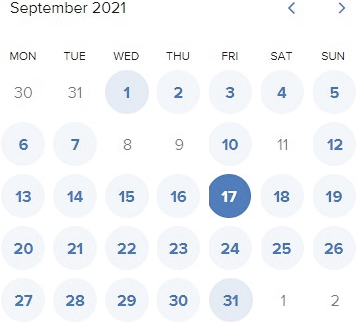 September 2021
MON TUE WED THU FRI SAT SUN
30 31 1 2 3 4 5
6 7 8 9 10 11 12
13 14 15 16 17 18 19
20 21 22 23 24 25 26
27 28 29 30 31 1 2